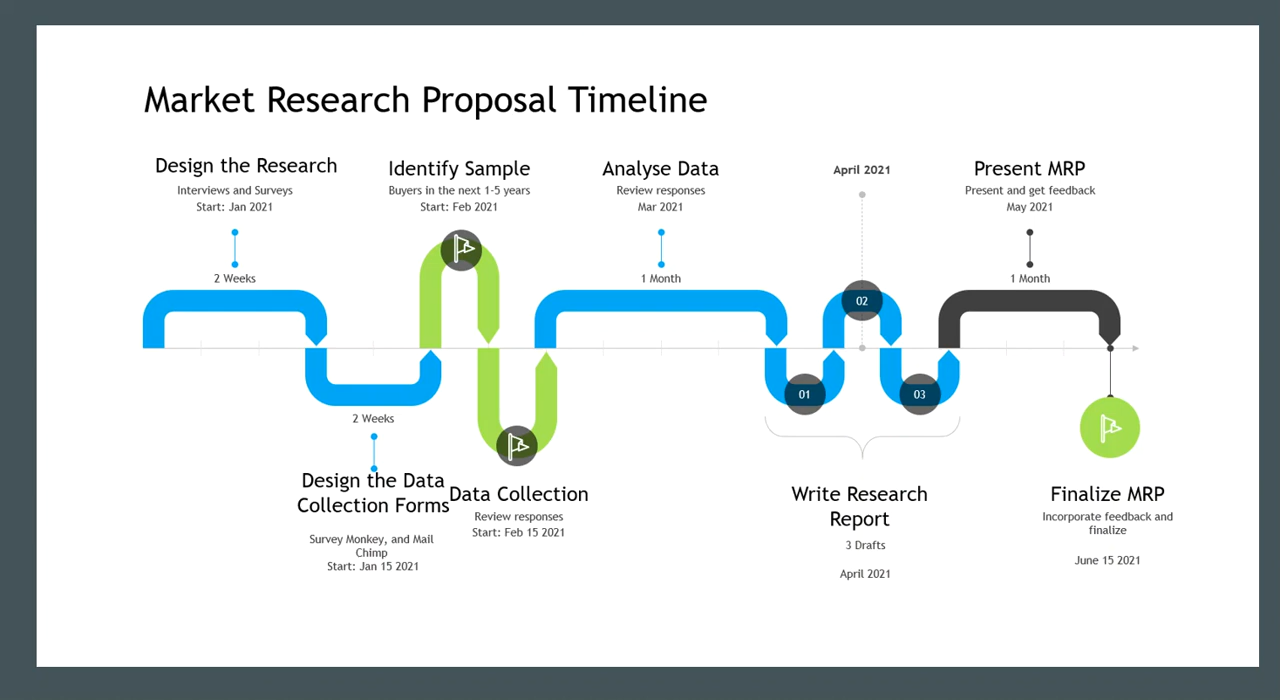 Market Research Proposal Timeline
Design the Research
Interviews and Surveys
Start: Jan 2021
2 Weeks
Identify Sample
Buyers in the next 1-5 years
Start: Feb 2021
Analyse Data
Review responses
Mar 2021
1 Month
April 2021
02
Present MRP
Present and get feedback
May 2021
1 Month
01
03
2 Weeks
Design the Data
Collection Forms
Survey Monkey, and Mail
Chimp
Start: Jan 15 2021
Data Collection
Review responses
Start: Feb 15 2021
Write Research
Report
3 Drafts
April 2021
Finalize MRP
Incorporate feedback and
finalize
June 15 2021